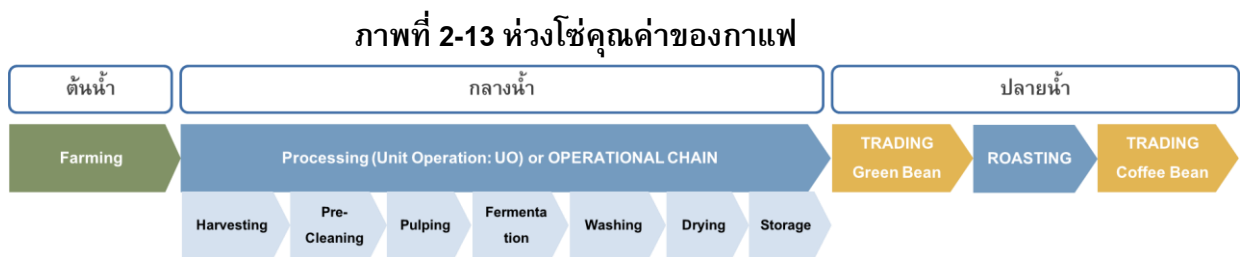 ภาพที่ 2-13 ห่วงโซ่คุณค่าของกาแฟ
ต้นน้ำ
กลางน้ำ
ปลายน้ำ
Farming
Processing (Unit Operation: UO) or OPERATIONAL CHAIN
TRADING
Green Bean
ROASTING
TRADING
Coffee Bean
Harvesting
Pre-
Cleaning
Pulping
Fermenta
tion
Washing
Drying
Storage